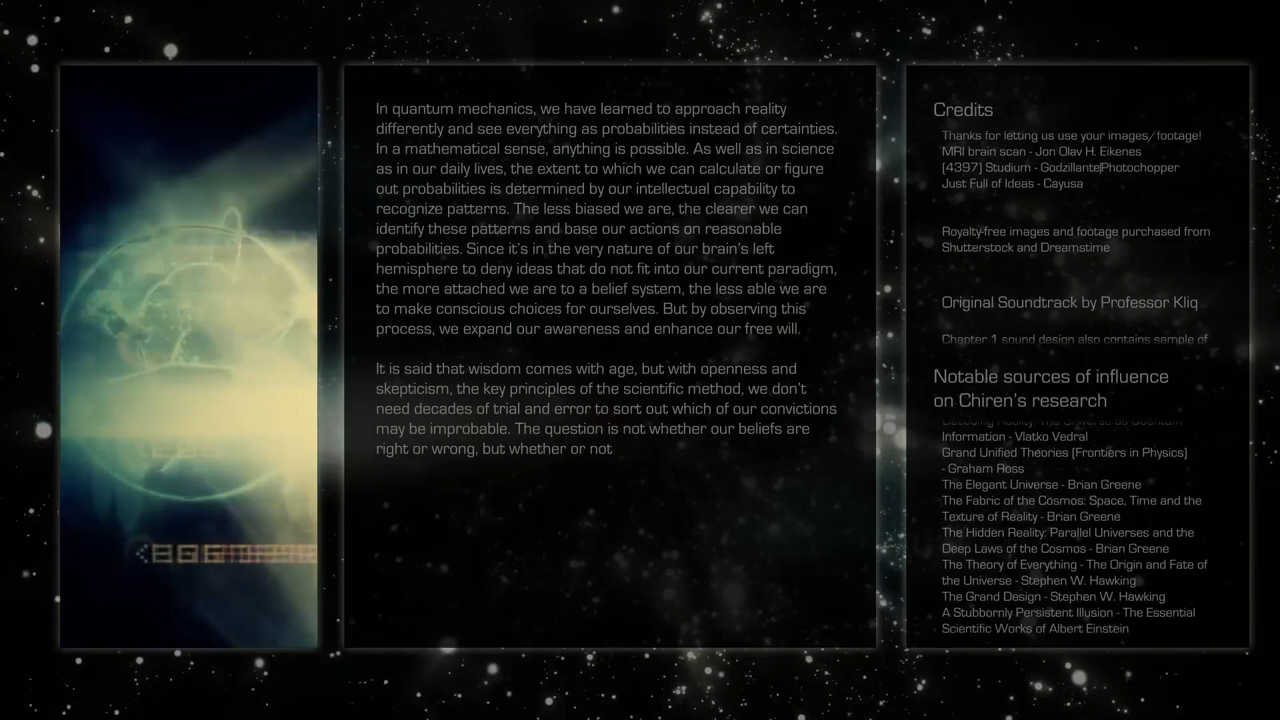 In quantum mechanics, we have learned to approach reality
differently and see everything as probabilities instead of certainties.
In a mathematical sense, anything is possible. As well as in science
as in our daily lives, the extent to which we can calculate or figure
out probabilities is determined by our intellectual capability to
recognize patterns. The less biased we are, the clearer we can
identify these patterns and base our actions on reasonable
probabilities. Since it's in the very nature of our brain's left
hemisphere to deny ideas that do not fit into our current paradigm,
the more attached we are to a belief system, the less able we are
to make conscious choices for ourselves. But by observing this
process, we expand our awareness and enhance our free will.
It is said that wisdom comes with age, but with openness and
skepticism, the key principles of the scientific method, we don't
need decades of trial and error to sort out which of our convictions
may be improbable. The question is not whether our beliefs are
right or wrong, but whether or not
Credits
Thanks for letting us use your images/footage!
MRI brain scan - Jon Olav H. Eikenes
[4397] Studium - Godzillante|Photochopper
Just Full of Ideas - Cayusa
Royalty-free images and footage purchased from
Shutterstock and Dreamstime
Original Soundtrack by Professor Kliq
Chapter 1 sound design also contains sample of
Notable sources of influence
on Chiren's research
Decoding Reality: The Universe as Quantum
Information - Vlatko Vedral
Grand Unified Theories [Frontiers in Physics]
- Graham Ross
The Elegant Universe - Brian Greene
The Fabric of the Cosmos: Space, Time and the
Texture of Reality - Brian Greene
The Hidden Reality: Parallel Universes and the
Deep Laws of the Cosmos - Brian Greene
The Theory of Everything - The Origin and Fate of
the Universe - Stephen W. Hawking
The Grand Design - Stephen W. Hawking
A Stubbornly Persistent Illusion - The Essential
Scientific Works of Albert Einstein